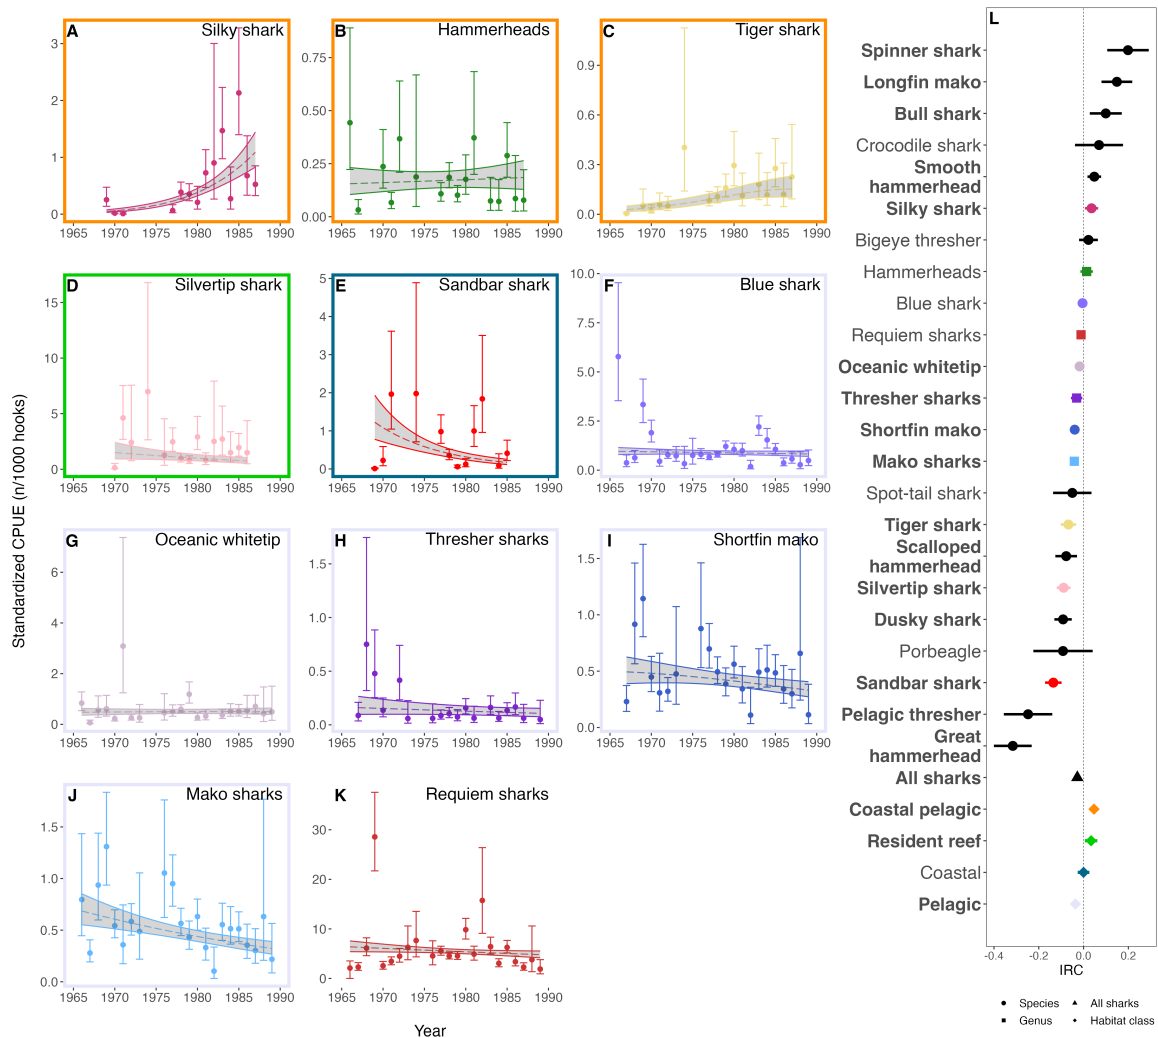 A Silky shark
3
2
1
0
1965 1970 1975 1980 1985 1990
B Hammerheads
0.75
0.50
0.25
0.00
1965 1970 1975 1980 1985 1990
C Tiger shark
0.9
0.6
0.3
0.0
1965 1970 1975 1980 1985 1990
D Silvertip shark
15
10
5
0
1965 1970 1975 1980 1985 1990
E Sandbar shark
5
4
3
2
1
0
1965 1970 1975 1980 1985 1990
F Blue shark
10.0
7.5
5.0
2.5
0.0
1965 1970 1975 1980 1985 1990
G Oceanic whitetip
6
4
2
0
1965 1970 1975 1980 1985 1990
H Thresher sharks
1.5
1.0
0.5
0.0
1965 1970 1975 1980 1985 1990
I Shortfin mako
1.5
1.0
0.5
0.0
1965 1970 1975 1980 1985 1990
J Mako sharks
1.5
1.0
0.5
0.0
1965 1970 1975 1980 1985 1990
K Requiem sharks
30
20
10
0
1965 1970 1975 1980 1985 1990
Standardized CPUE (n/1000 hooks)
Year
L
Spinner shark
Longfin mako
Bull shark
Crocodile shark
Smooth
hammerhead
Silky shark
Bigeye thresher
Hammerheads
Blue shark
Requiem sharks
Oceanic whitetip
Thresher sharks
Shortfin mako
Mako sharks
Spot-tail shark
Tiger shark
Scalloped
hammerhead
Silvertip shark
Dusky shark
Porbeagle
Sandbar shark
Pelagic thresher
Great
hammerhead
All sharks
Coastal pelagic
Resident reef
Coastal
Pelagic
-0.4 -0.2 0.0 0.2
IRC
Species All sharks
Genus Habitat class